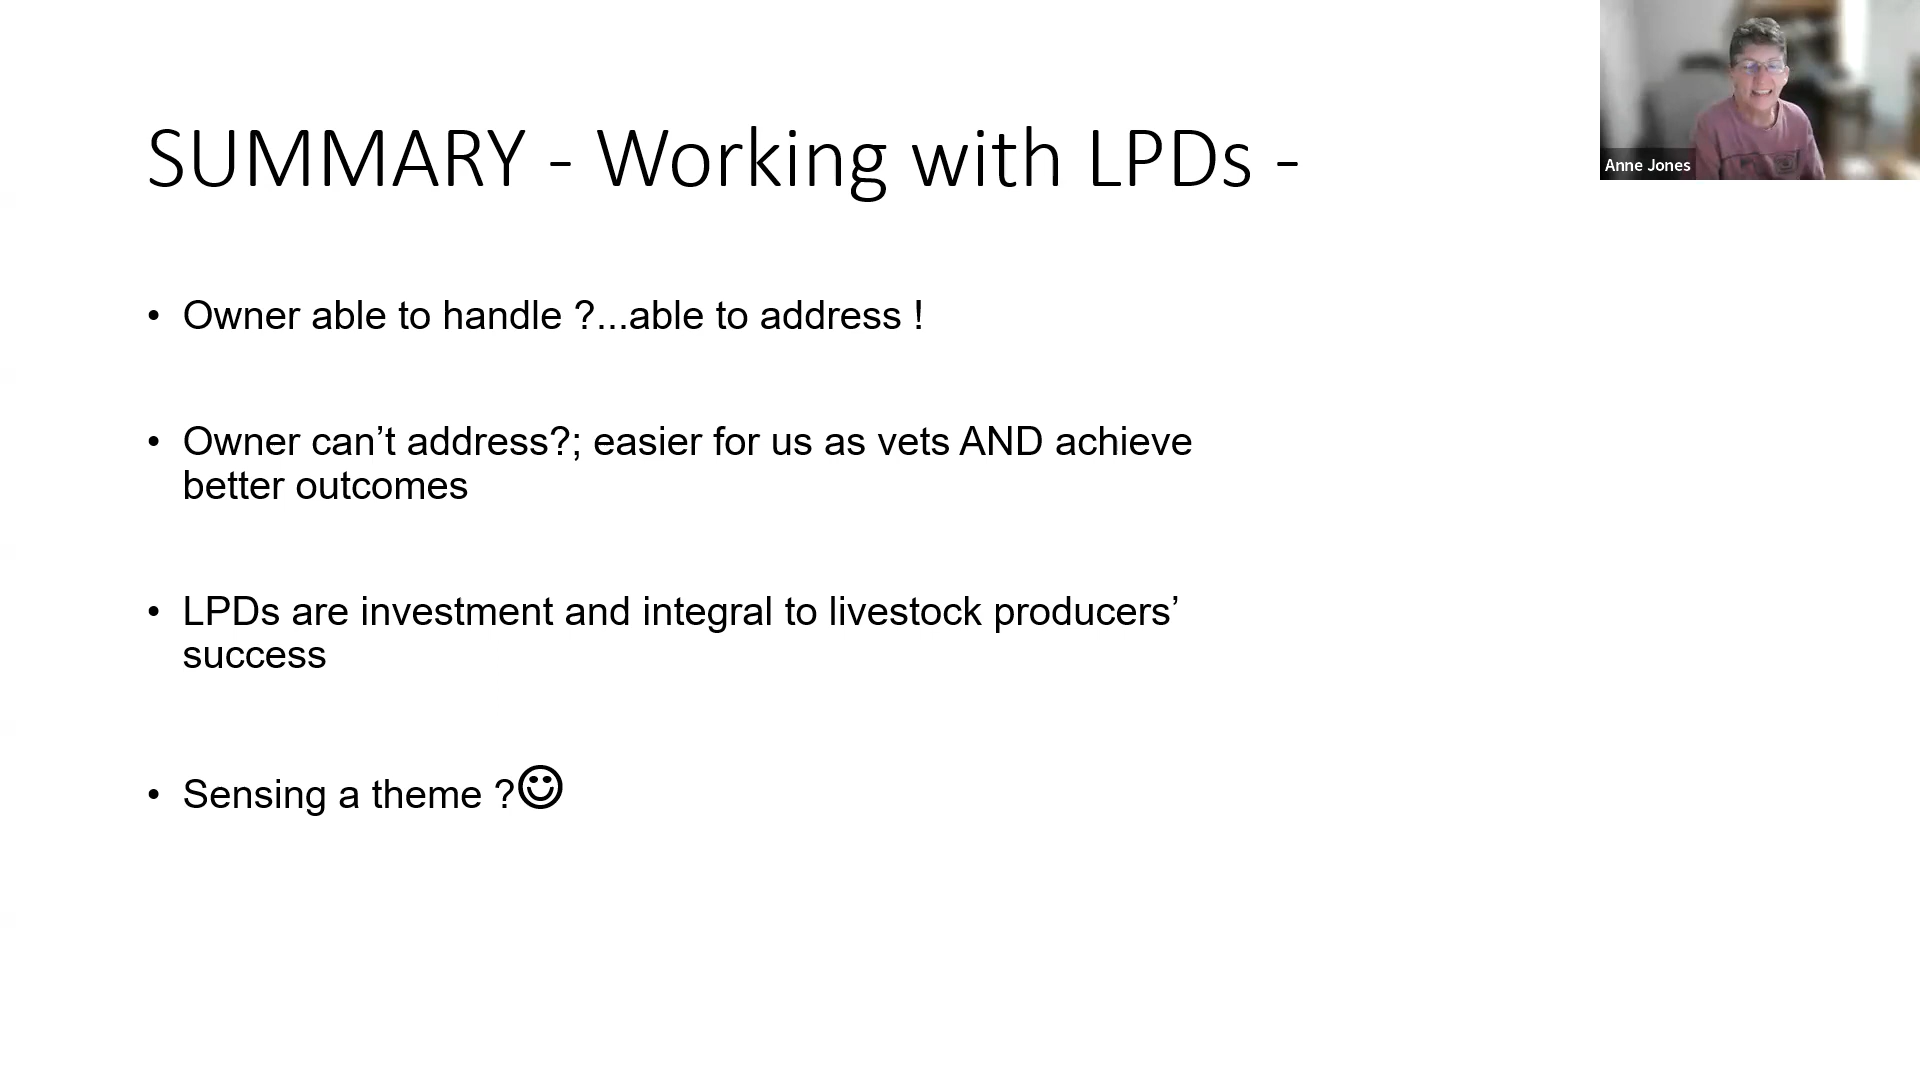 SUMMARY - Working with LPDs -
Anne Jones
• Owner able to handle ?...able to address !
• Owner can’t address?; easier for us as vets AND achieve
better outcomes
• LPDs are investment and integral to livestock producers’
success
• Sensing a theme ?☺